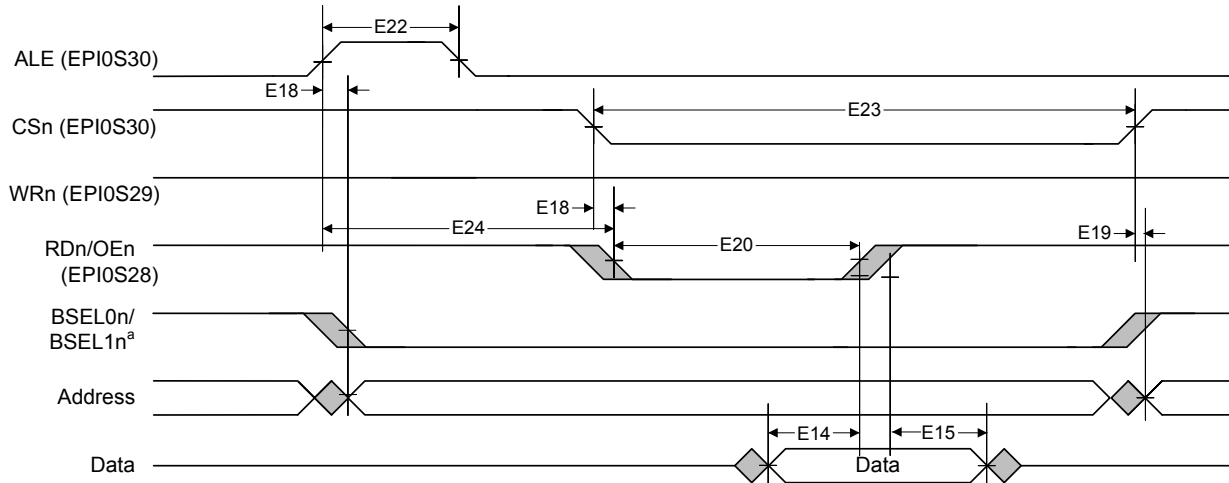 E22
ALE (EPI0S30)
E18
E23
CSn (EPI0S30)
WRn (EPI0S29)
E18
E24
E19
E20
RDn/OEn
(EPI0S28)
BSEL0n/
BSEL1nª
Address
E14
E15
Data
Data